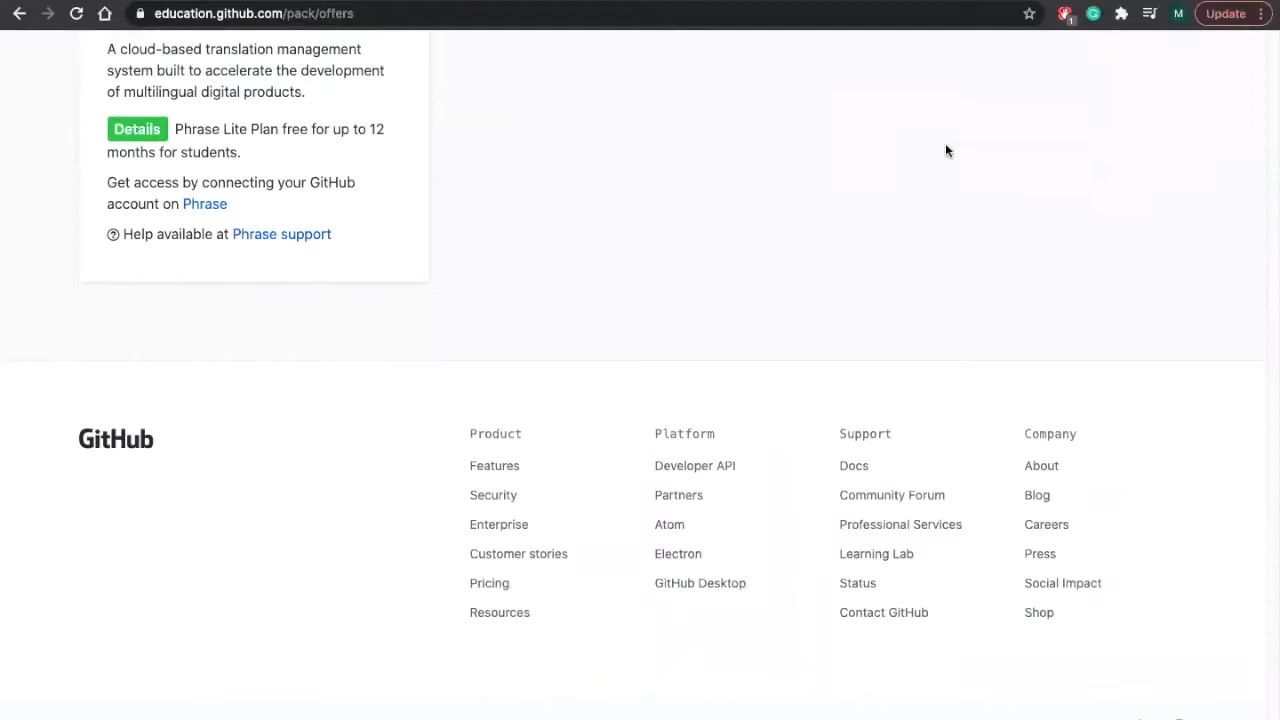 education.github.com/pack/offers
1
M
Update
A cloud-based translation management
system built to accelerate the development
of multilingual digital products.
Details Phrase Lite Plan free for up to 12
months for students.
Get access by connecting your GitHub
account on Phrase
Help available at Phrase support
GitHub
Product
Features
Security
Enterprise
Customer stories
Pricing
Resources
Platform
Developer API
Partners
Atom
Electron
GitHub Desktop
Support
Docs
Community Forum
Professional Services
Learning Lab
Status
Contact GitHub
Company
About
Blog
Careers
Press
Social Impact
Shop